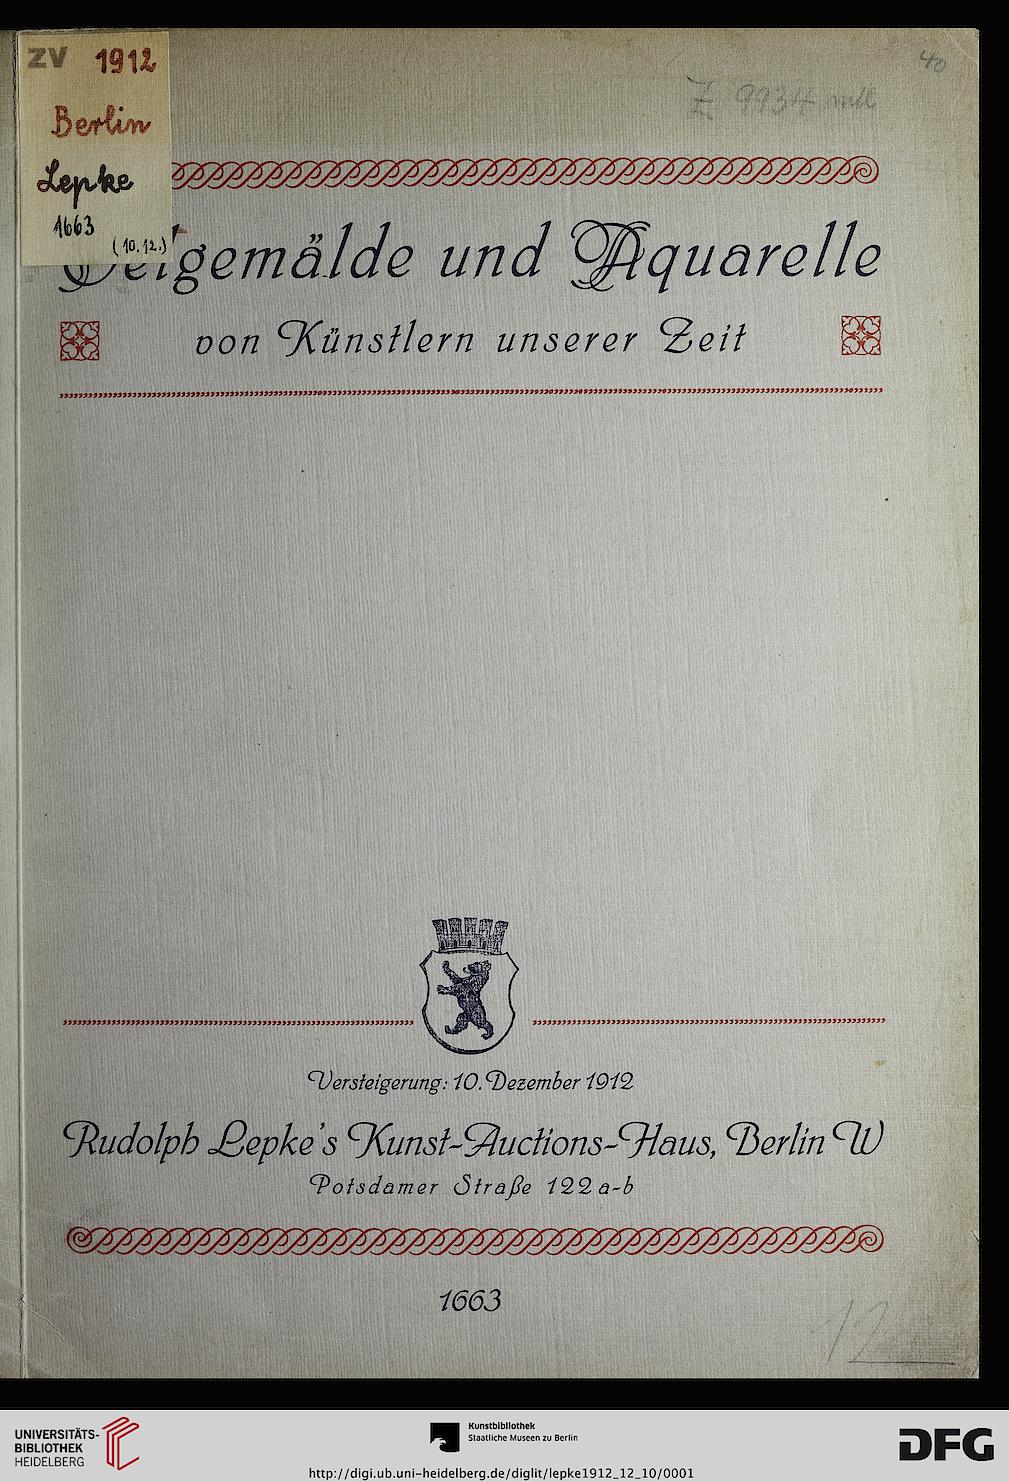 ZV 1912
Berlin
Lepke
1663
(10.12.)
40
Oelgemälde und Aquarelle
von Künstlern unserer Zeit
Versteigerung: 10. Dezember 1912
Rudolph Lepke's Kunst-Auctions-Haus, Berlin W
Potsdamer Straße 122 a-b
1663
12
UNIVERSITÄTS-
BIBLIOTHEK
HEIDELBERG
Kunstbibliothek
Staatliche Museen zu Berlin
DFG
http://digi.ub.uni-heidelberg.de/diglit/lepke1912_12_10/0001